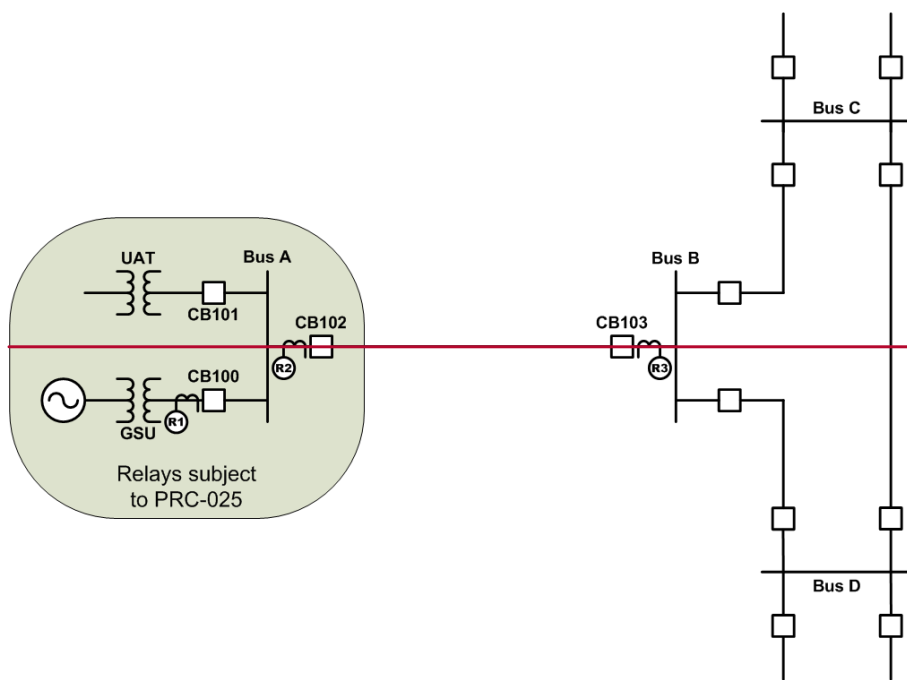 Bus C
UAT
Bus A
Bus B
CB101
CB102
CB103
R2
R3
CB100
R1
GSU
Relays subject
to PRC-025
Bus D